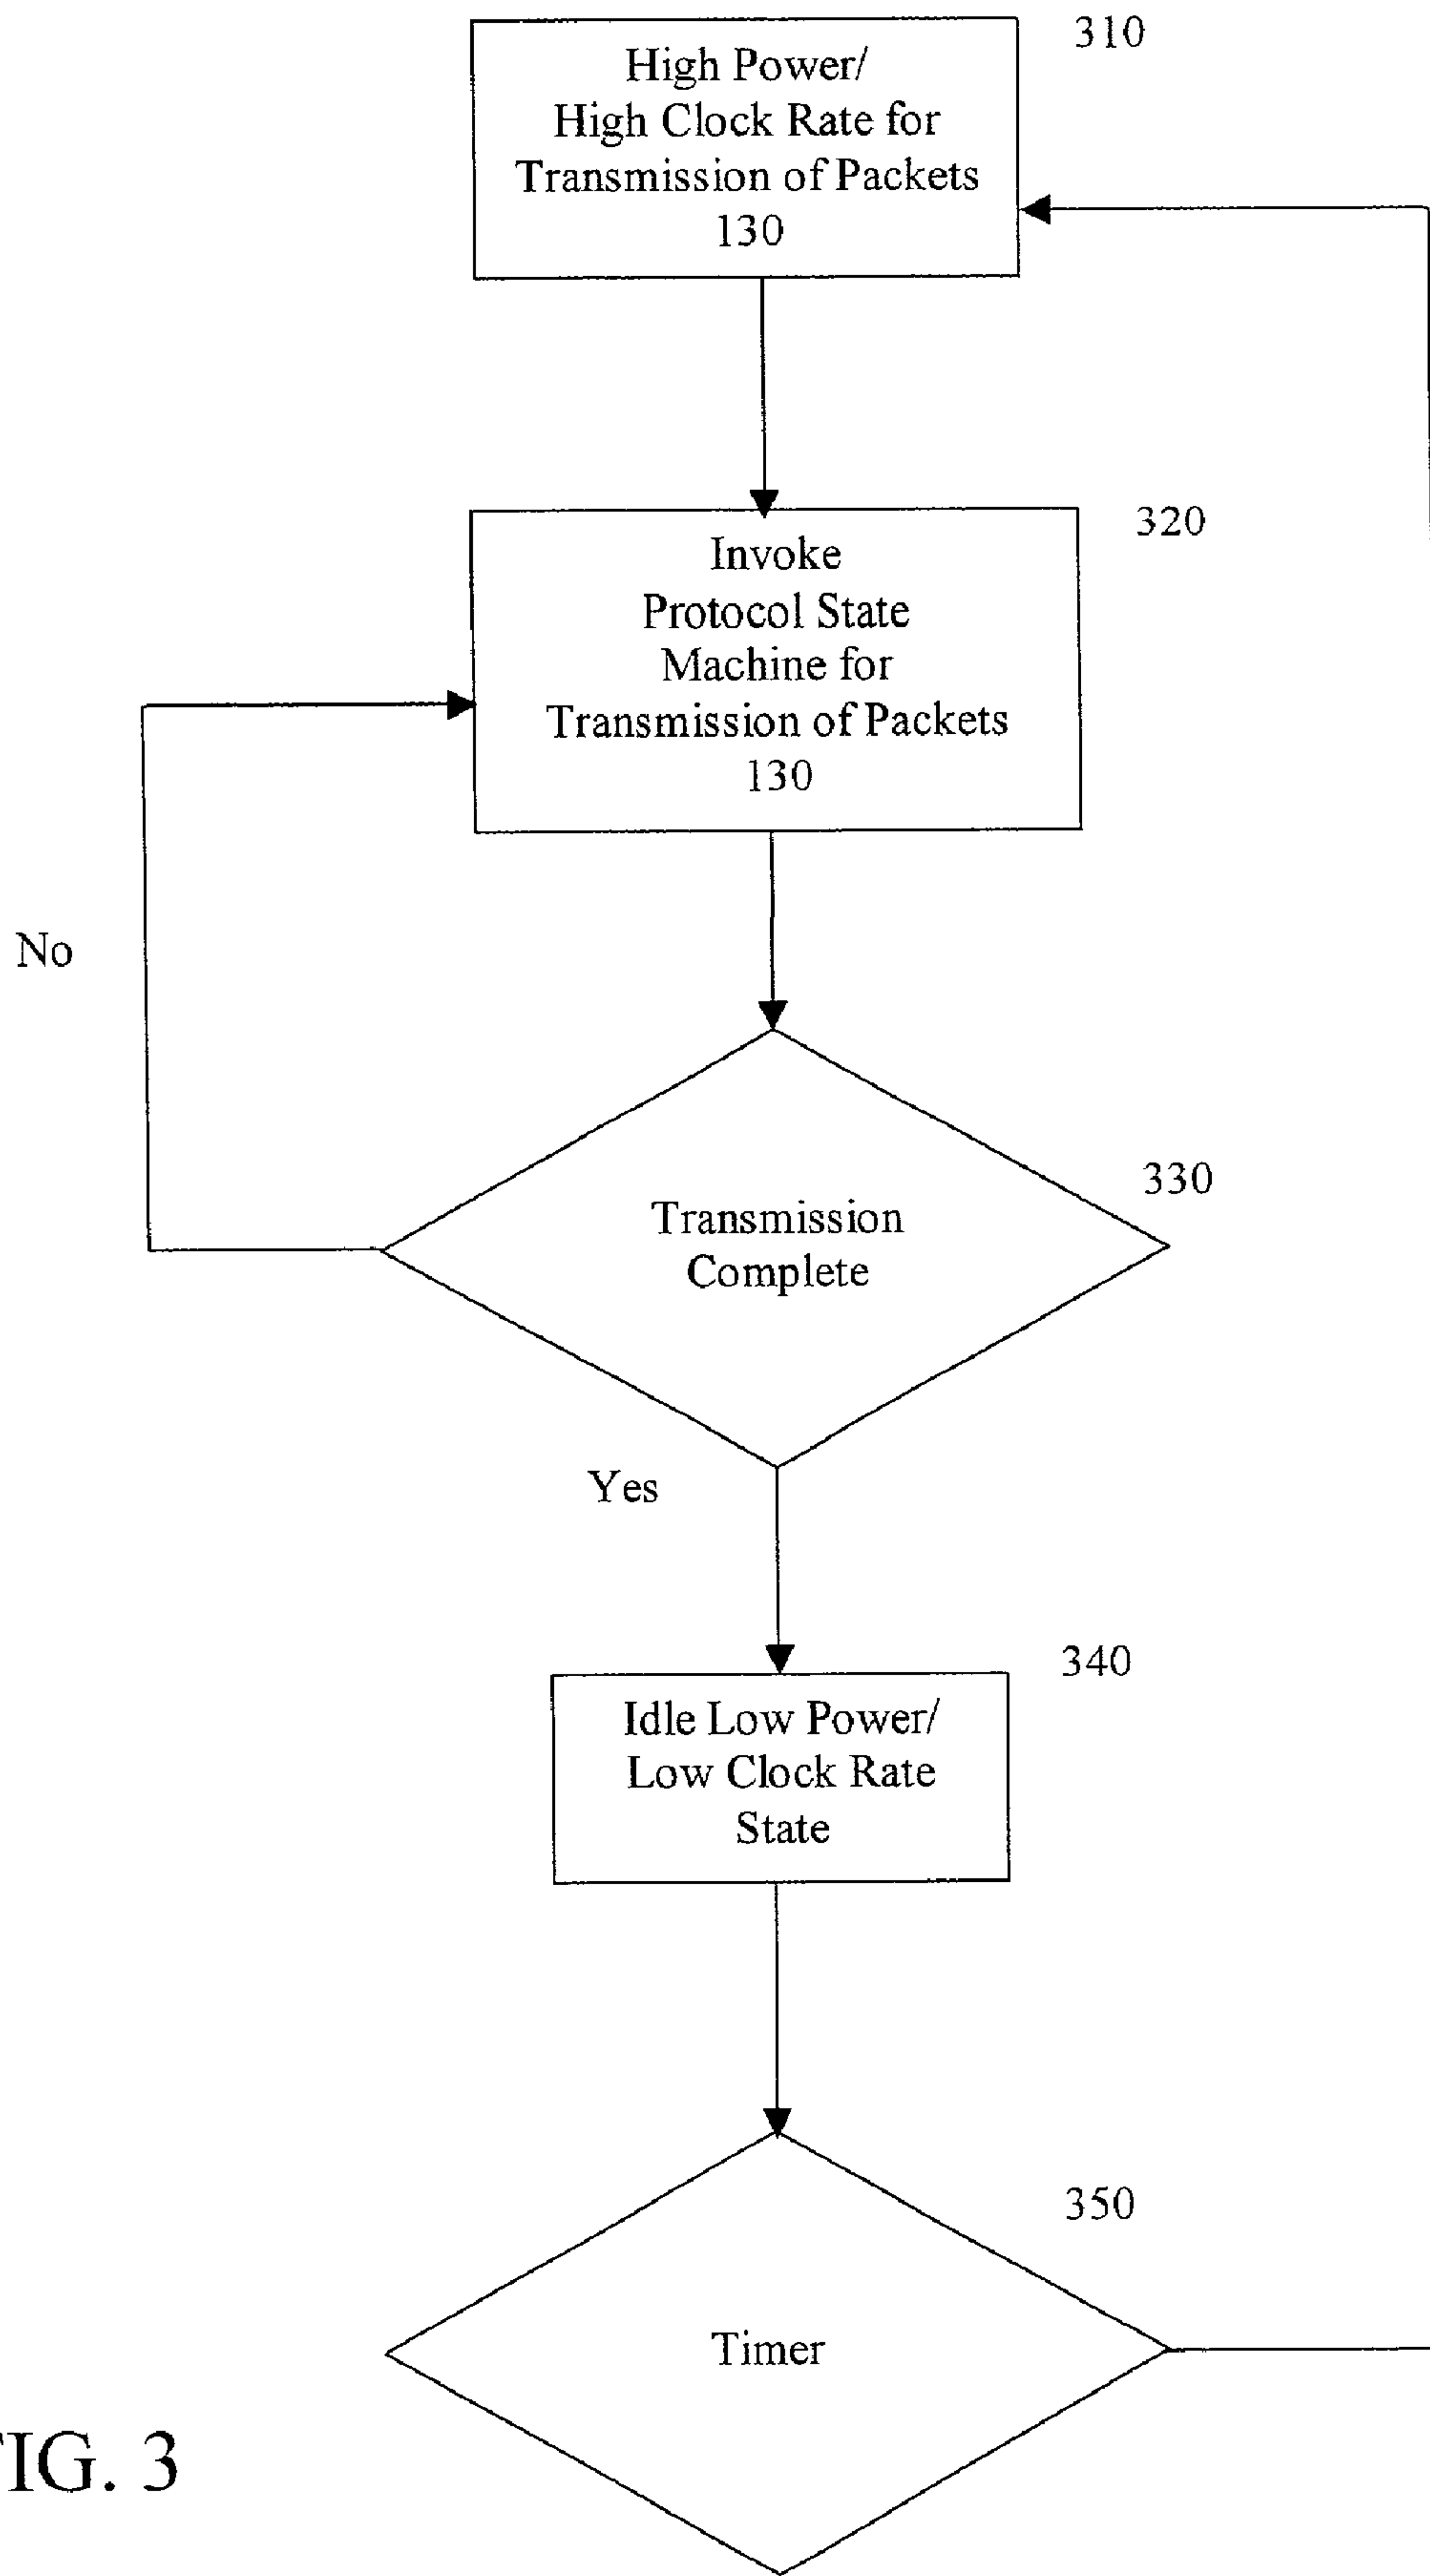 310
High Power/
High Clock Rate for
Transmission of Packets
130
320
Invoke
Protocol State
Machine for
Transmission of Packets
130
No
330
Transmission
Complete
Yes
340
Idle Low Power/
Low Clock Rate
State
350
Timer
FIG. 3